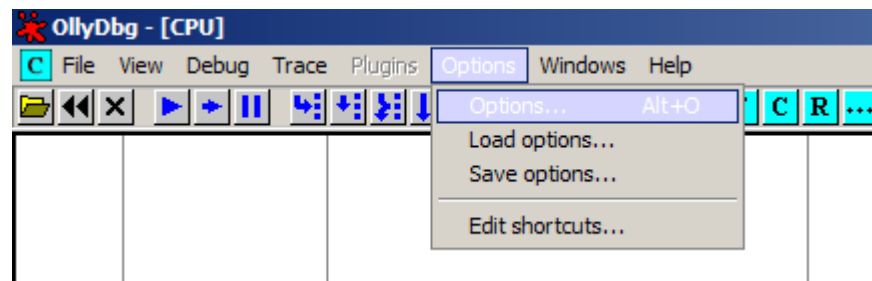 OllyDbg - [CPU]
C File View Debug Trace Plugins Options Windows Help
Options... Alt+O C R ...
Load options...
Save options...
Edit shortcuts...